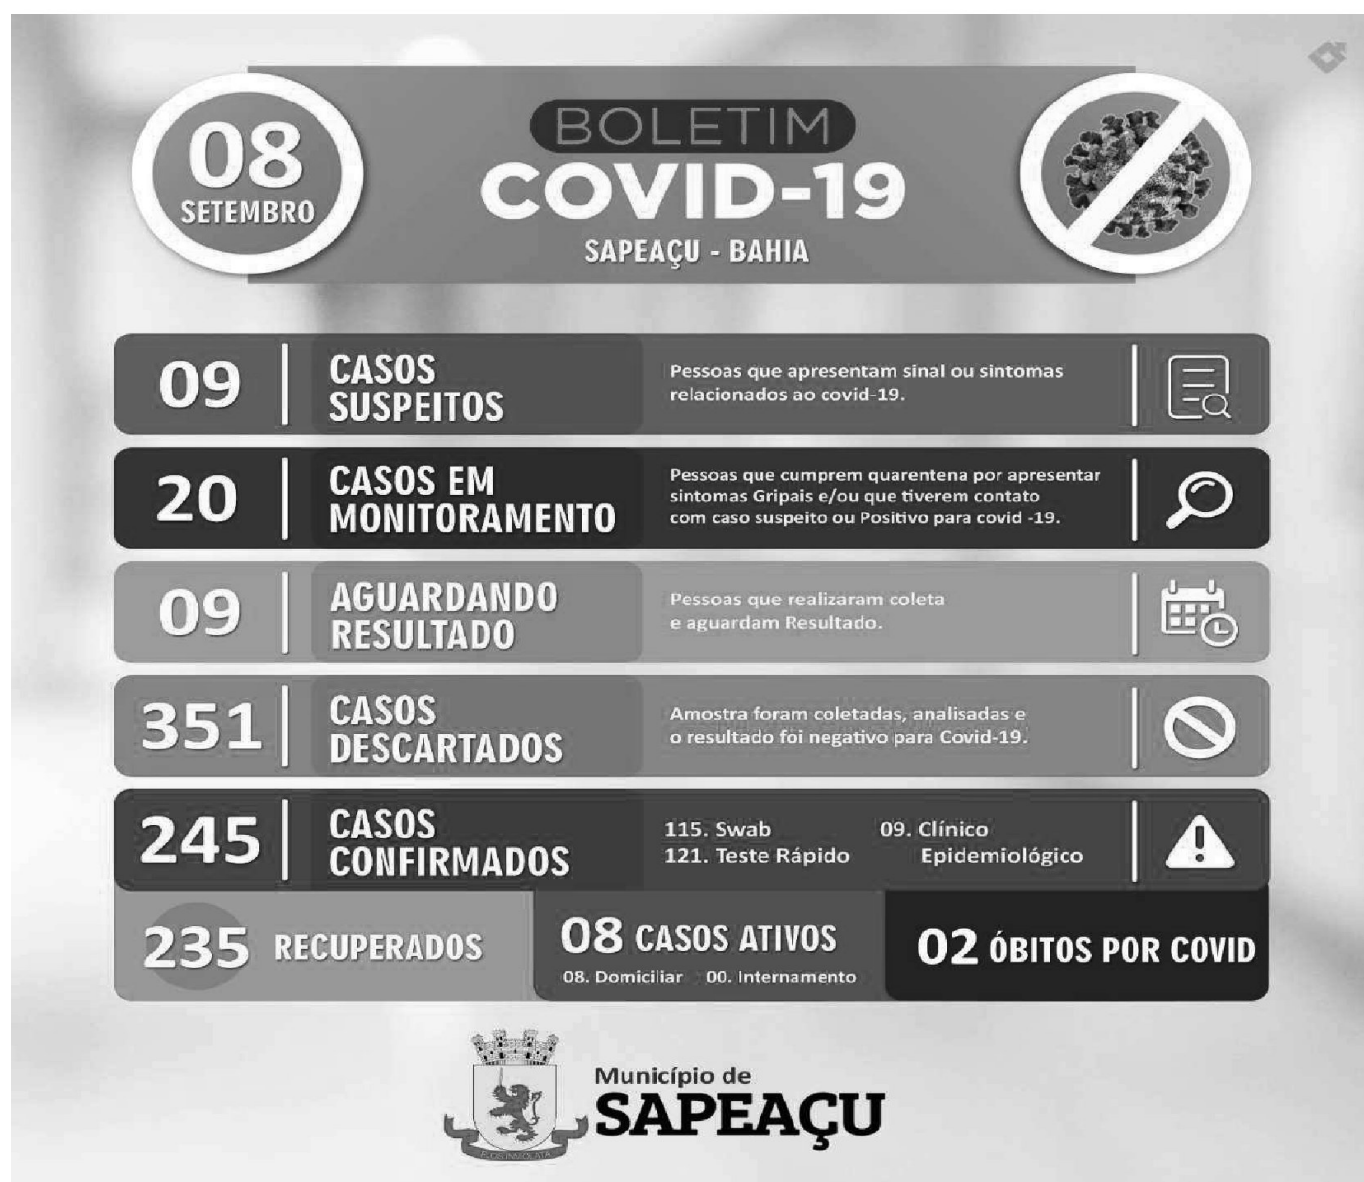 08
SETEMBRO
BOLETIM
COVID-19
SAPEAÇU - BAHIA
09
CASOS
SUSPEITOS
Pessoas que apresentam sinal ou sintomas
relacionados ao covid-19.
20
CASOS EM
MONITORAMENTO
Pessoas que cumprem quarentena por apresentar
sintomas Gripais e/ou que tiverem contato
com caso suspeito ou Positivo para covid -19.
09
AGUARDANDO
RESULTADO
Pessoas que realizaram coleta
e aguardam Resultado.
351
CASOS
DESCARTADOS
Amostra foram coletadas, analisadas e
o resultado foi negativo para Covid-19.
245
CASOS
CONFIRMADOS
115. Swab
121. Teste Rápido
09. Clínico
Epidemiológico
235 RECUPERADOS
08 CASOS ATIVOS
08. Domiciliar 00. Internamento
02 ÓBITOS POR COVID
Município de
SAPEAÇU